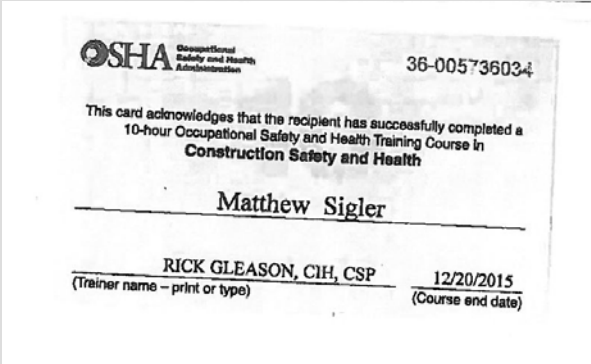 OSHA
Occupational
Safety and Health
Administration
36-005736034
This card acknowledges that the recipient has successfully completed a
10-hour Occupational Safety and Health Training Course in
Construction Safety and Health
Matthew Sigler
RICK GLEASON, CIH, CSP
12/20/2015
(Trainer name – print or type)
(Course end date)